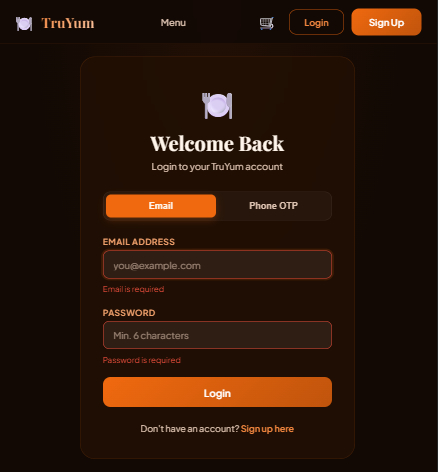 TruYum
Menu
Login
Sign Up
Welcome Back
Login to your TruYum account
Email
Phone OTP
EMAIL ADDRESS
you@example.com
Email is required
PASSWORD
Min. 6 characters
Password is required
Login
Don't have an account? Sign up here